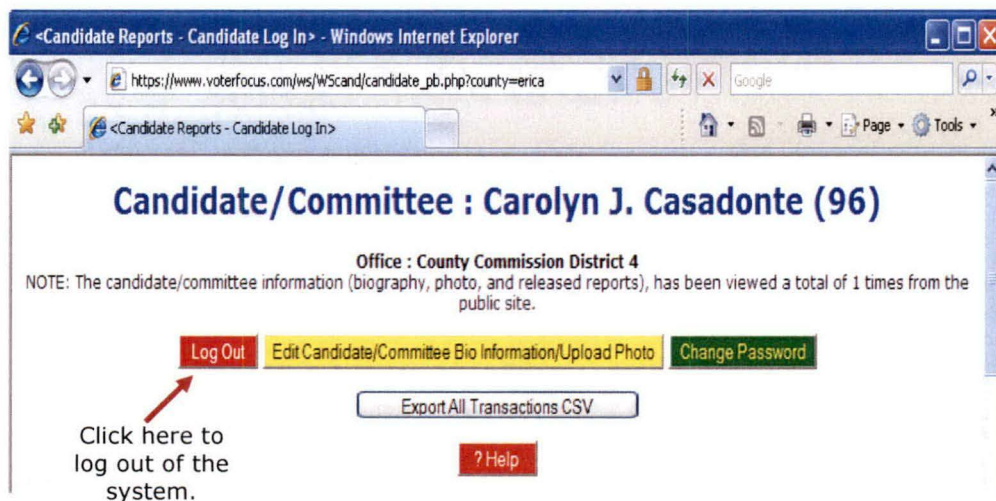 <Candidate Reports - Candidate Log In> - Windows Internet Explorer
https://www.voterfocus.com/ws/WScand/candidate_pb.php?county=erica
Google
<Candidate Reports - Candidate Log In>
Page
Tools
Candidate/Committee : Carolyn J. Casadonte (96)
Office : County Commission District 4
NOTE: The candidate/committee information (biography, photo, and released reports), has been viewed a total of 1 times from the
public site.
Log Out Edit Candidate/Committee Bio Information/Upload Photo Change Password
Export All Transactions CSV
? Help
Click here to
log out of the
system.